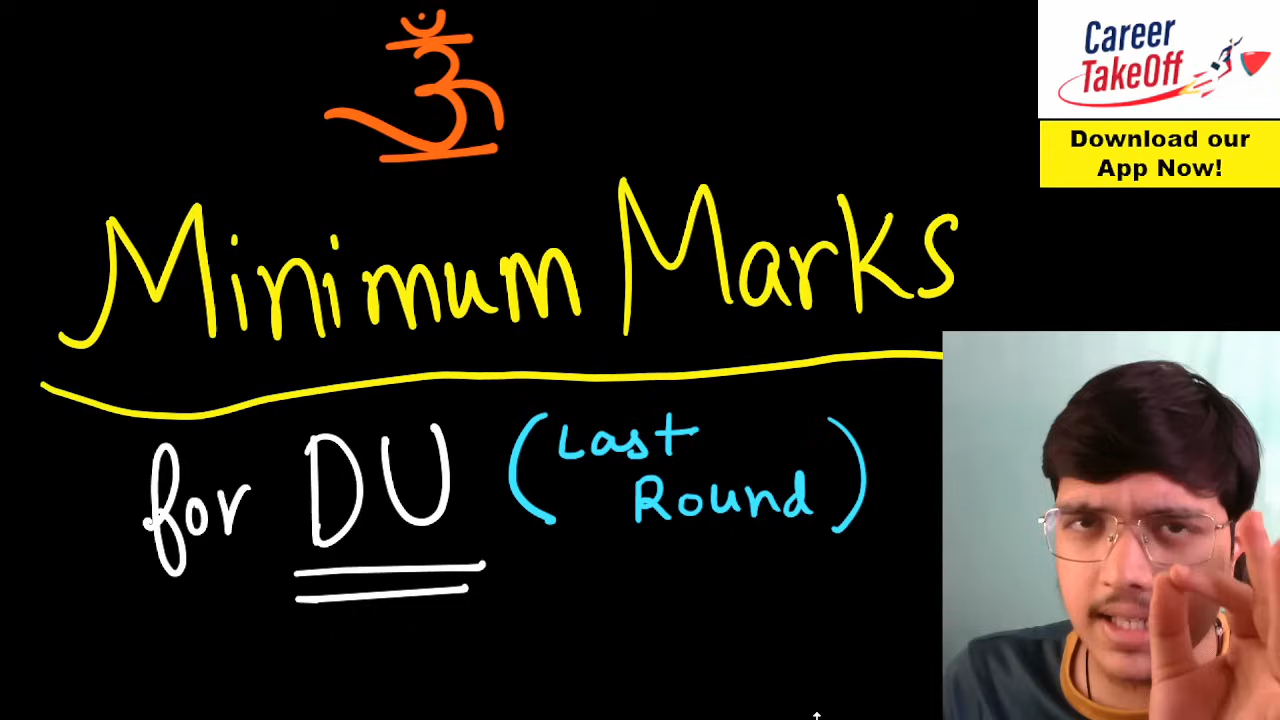 ॐ
Career
TakeOff
Download our
App Now!
Minimum Marks
for DU (Last
Round)